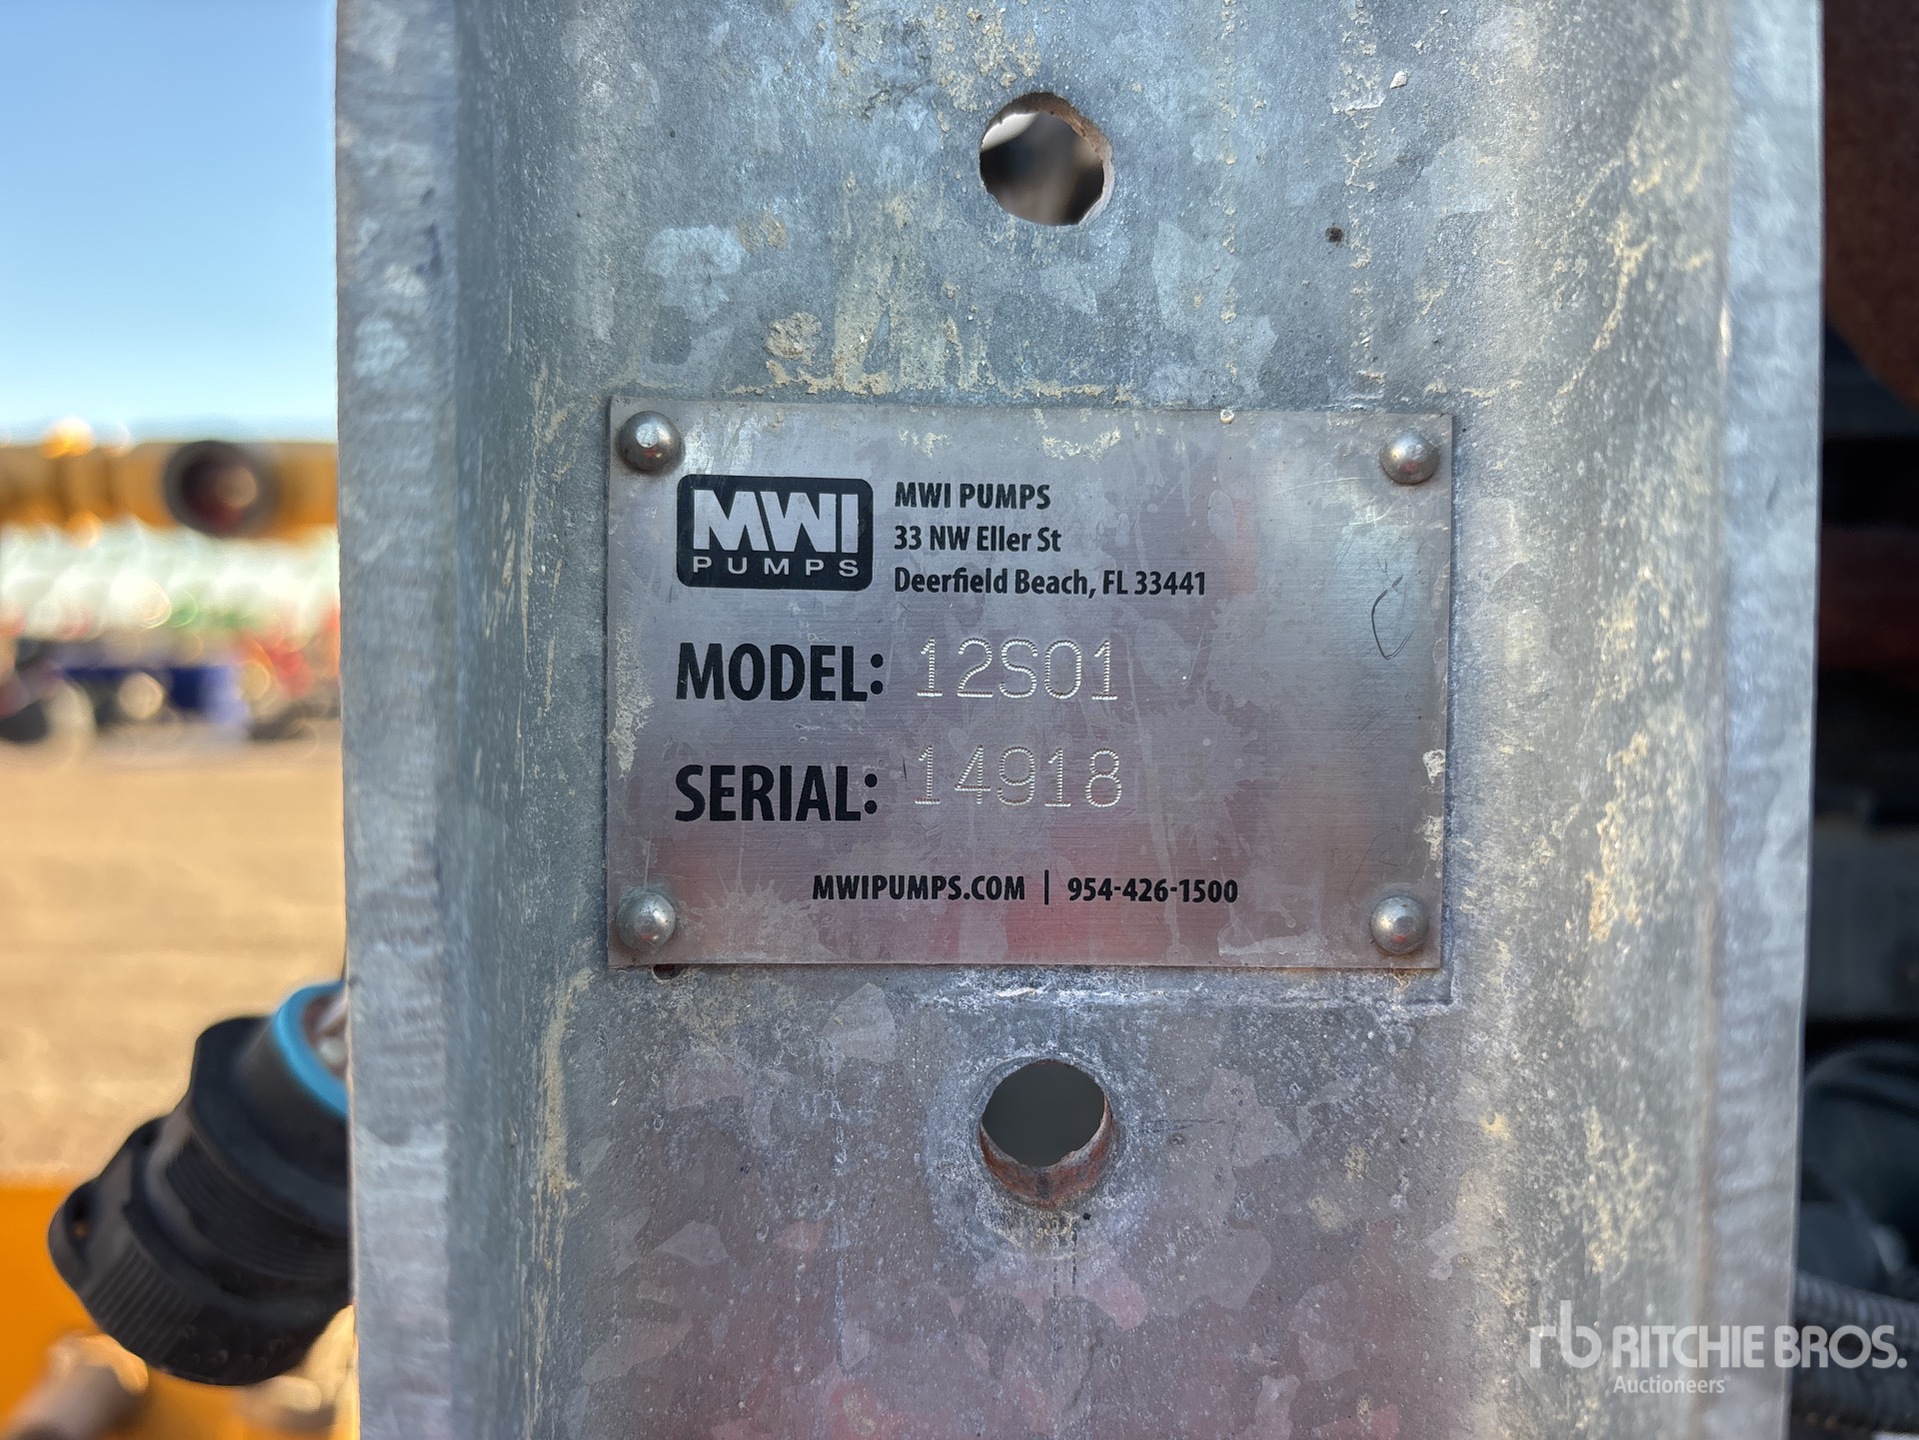 MWI
PUMPS
MWI PUMPS
33 NW Eller St
Deerfield Beach, FL 33441
MODEL: 12S01
SERIAL: 14918
MWIPUMPS.COM | 954-426-1500
rb RITCHIE BROS.
Auctioneers